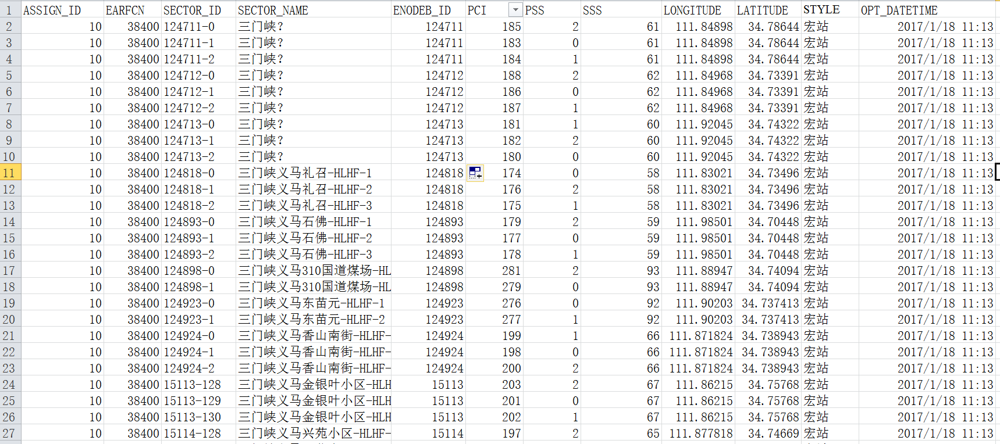 1 ASSIGN_ID EARFCN SECTOR_ID SECTOR_NAME ENODEB_ID PCI PSS SSS LONGITUDE LATITUDE STYLE OPT_DATETIME
2 10 38400 124711-0 三门峡? 124711 185 2 61 111.84898 34.78644 宏站 2017/1/18 11:13
3 10 38400 124711-1 三门峡? 124711 183 0 61 111.84898 34.78644 宏站 2017/1/18 11:13
4 10 38400 124711-2 三门峡? 124711 184 1 61 111.84898 34.78644 宏站 2017/1/18 11:13
5 10 38400 124712-0 三门峡? 124712 188 2 62 111.84968 34.73391 宏站 2017/1/18 11:13
6 10 38400 124712-1 三门峡? 124712 186 0 62 111.84968 34.73391 宏站 2017/1/18 11:13
7 10 38400 124712-2 三门峡? 124712 187 1 62 111.84968 34.73391 宏站 2017/1/18 11:13
8 10 38400 124713-0 三门峡? 124713 181 1 60 111.92045 34.74322 宏站 2017/1/18 11:13
9 10 38400 124713-1 三门峡? 124713 182 2 60 111.92045 34.74322 宏站 2017/1/18 11:13
10 10 38400 124713-2 三门峡? 124713 180 0 60 111.92045 34.74322 宏站 2017/1/18 11:13
11 10 38400 124818-0 三门峡义马礼召-HLHF-1 124818 174 0 58 111.83021 34.73496 宏站 2017/1/18 11:13
12 10 38400 124818-1 三门峡义马礼召-HLHF-2 124818 176 2 58 111.83021 34.73496 宏站 2017/1/18 11:13
13 10 38400 124818-2 三门峡义马礼召-HLHF-3 124818 175 1 58 111.83021 34.73496 宏站 2017/1/18 11:13
14 10 38400 124893-0 三门峡义马石佛-HLHF-1 124893 179 2 59 111.98501 34.70448 宏站 2017/1/18 11:13
15 10 38400 124893-1 三门峡义马石佛-HLHF-2 124893 177 0 59 111.98501 34.70448 宏站 2017/1/18 11:13
16 10 38400 124893-2 三门峡义马石佛-HLHF-3 124893 178 1 59 111.98501 34.70448 宏站 2017/1/18 11:13
17 10 38400 124898-0 三门峡义马310国道煤场-HL 124898 281 2 93 111.88947 34.74094 宏站 2017/1/18 11:13
18 10 38400 124898-1 三门峡义马310国道煤场-HL 124898 279 0 93 111.88947 34.74094 宏站 2017/1/18 11:13
19 10 38400 124923-0 三门峡义马东苗元-HLHF-1 124923 276 0 92 111.90203 34.737413 宏站 2017/1/18 11:13
20 10 38400 124923-1 三门峡义马东苗元-HLHF-2 124923 277 1 92 111.90203 34.737413 宏站 2017/1/18 11:13
21 10 38400 124924-0 三门峡义马香山南街-HLHF- 124924 199 1 66 111.871824 34.738943 宏站 2017/1/18 11:13
22 10 38400 124924-1 三门峡义马香山南街-HLHF- 124924 198 0 66 111.871824 34.738943 宏站 2017/1/18 11:13
23 10 38400 124924-2 三门峡义马香山南街-HLHF- 124924 200 2 66 111.871824 34.738943 宏站 2017/1/18 11:13
24 10 38400 15113-128 三门峡义马金银叶小区-HLH 15113 203 2 67 111.86215 34.75768 宏站 2017/1/18 11:13
25 10 38400 15113-129 三门峡义马金银叶小区-HLH 15113 201 0 67 111.86215 34.75768 宏站 2017/1/18 11:13
26 10 38400 15113-130 三门峡义马金银叶小区-HLH 15113 202 1 67 111.86215 34.75768 宏站 2017/1/18 11:13
27 10 38400 15114-128 三门峡义马兴苑小区-HLHF- 15114 197 2 65 111.877818 34.74669 宏站 2017/1/18 11:13